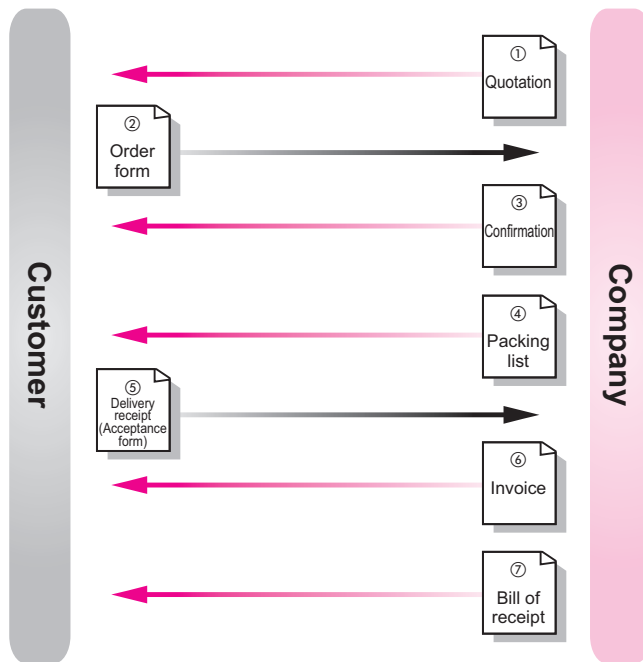 Customer
Company
①
Quotation
②
Order
form
③
Confirmation
④
Packing
list
⑤
Delivery
receipt
(Acceptance
form)
⑥
Invoice
⑦
Bill of
receipt